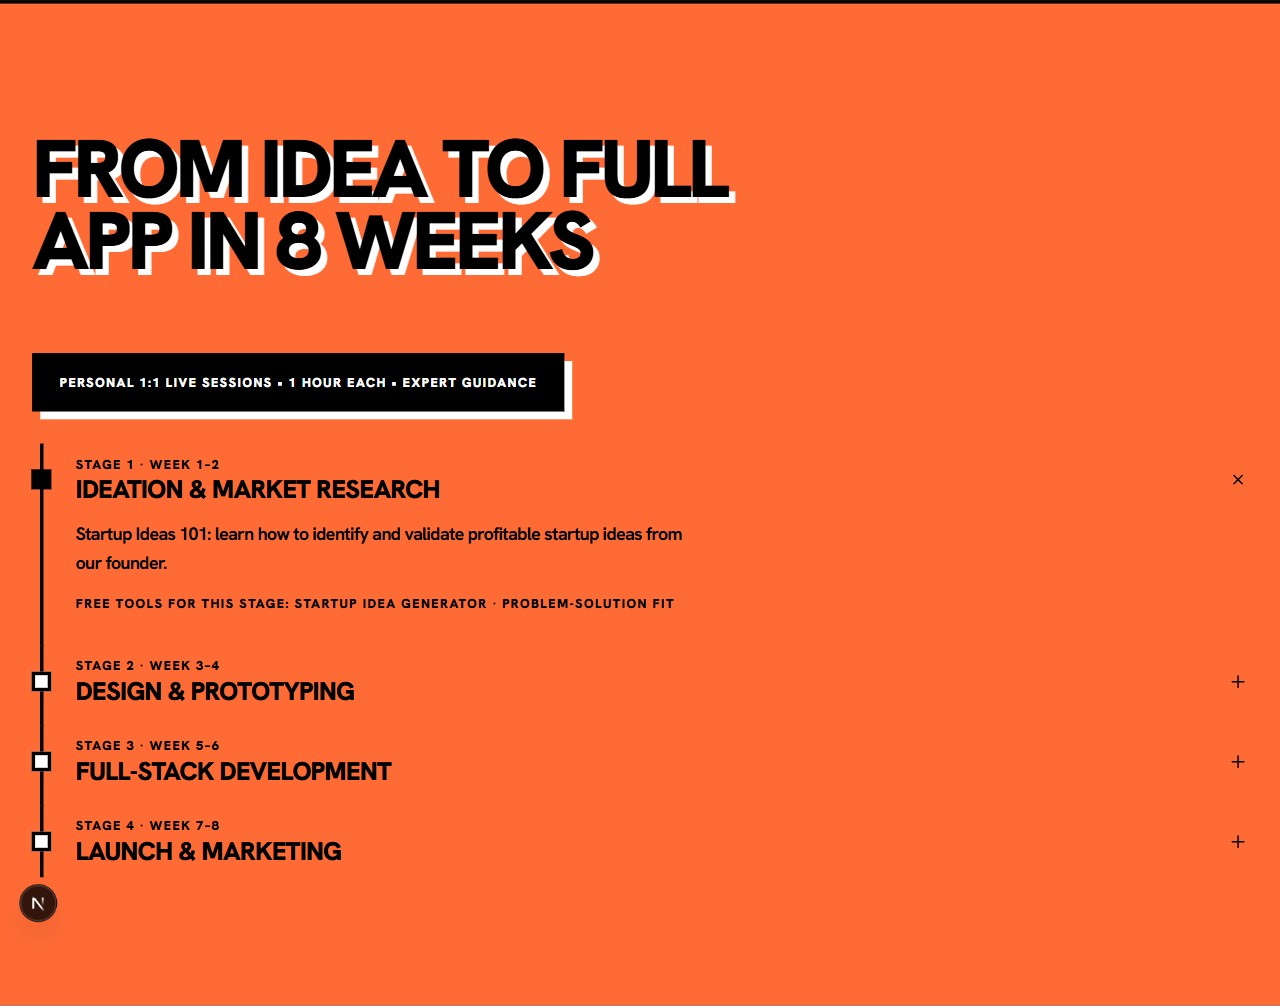 FROM IDEA TO FULL
APP IN 8 WEEKS
PERSONAL 1:1 LIVE SESSIONS ▪ 1 HOUR EACH ▪ EXPERT GUIDANCE
STAGE 1 · WEEK 1–2
IDEATION & MARKET RESEARCH
Startup Ideas 101: learn how to identify and validate profitable startup ideas from
our founder.
FREE TOOLS FOR THIS STAGE: STARTUP IDEA GENERATOR · PROBLEM-SOLUTION FIT
STAGE 2 · WEEK 3–4
DESIGN & PROTOTYPING
STAGE 3 · WEEK 5–6
FULL-STACK DEVELOPMENT
STAGE 4 · WEEK 7–8
LAUNCH & MARKETING
N